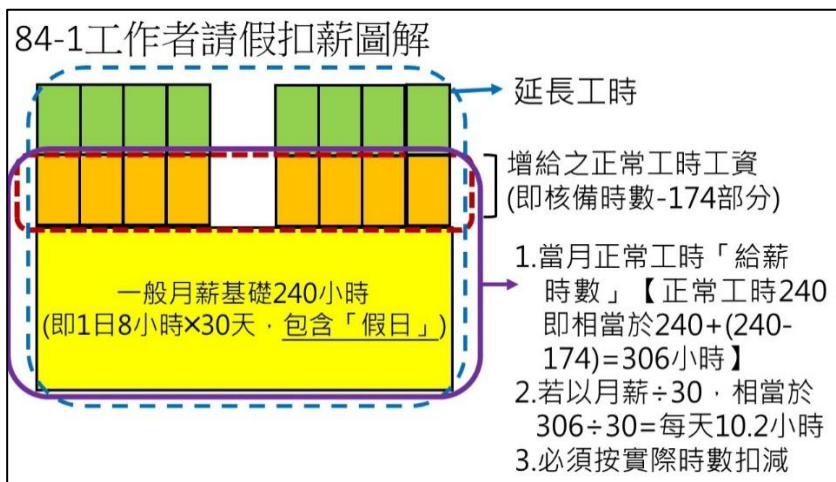 84-1工作者請假扣薪圖解
延長工時
增給之正常工時工資
(即核備時數-174部分)
一般月薪基礎240小時
(即1日8小時×30天，包含「假日」)
1.當月正常工時「給薪
時數」【正常工時240
即相當於240+(240-
174)=306小時】
2.若以月薪÷30，相當於
306÷30=每天10.2小時
3.必須按實際時數扣減